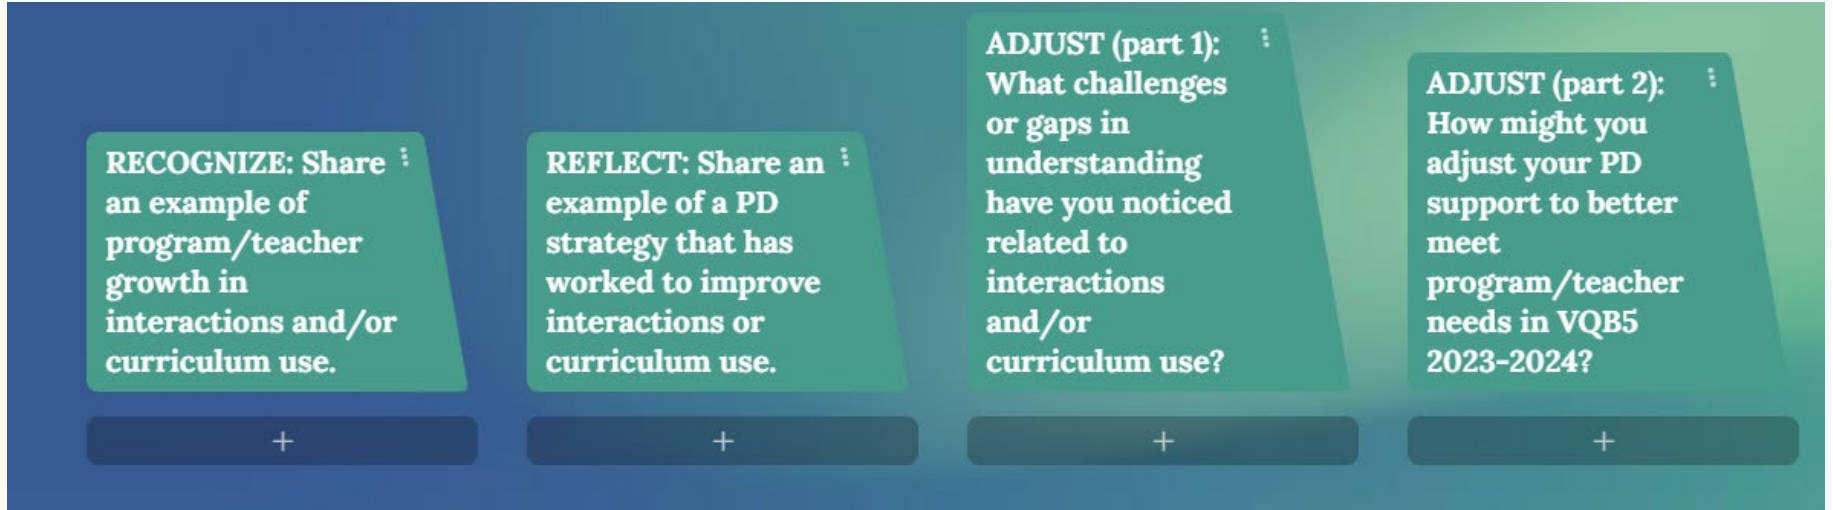 RECOGNIZE: Share
an example of
program/teacher
growth in
interactions and/or
curriculum use.
+
REFLECT: Share an
example of a PD
strategy that has
worked to improve
interactions or
curriculum use.
+
ADJUST (part 1):
What challenges
or gaps in
understanding
have you noticed
related to
interactions
and/or
curriculum use?
+
ADJUST (part 2):
How might you
adjust your PD
support to better
meet
program/teacher
needs in VQB5
2023-2024?
+